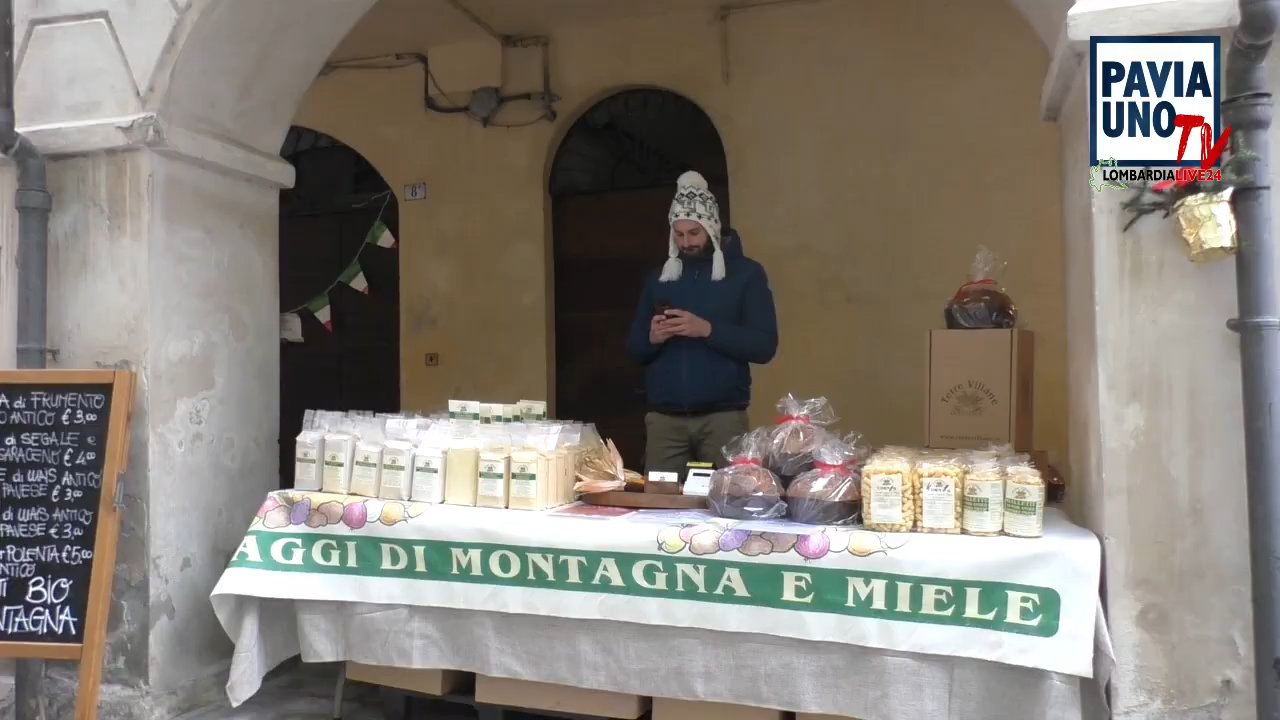 PAVIA
UNO TV
LOMBARDIALIVE24
8
A di FRUMENTO
O ANTICO € 3,00
di SEGALE e
SARACENO € 4,00
E di MAIS ANTICO
PAVESE € 3,00
di MAIS ANTICO
PAVESE € 3,00
POLENTA € 5,00
ANTICO
TI BIO
NTAGNA
Terre Villane
AGGI DI MONTAGNA E MIELE